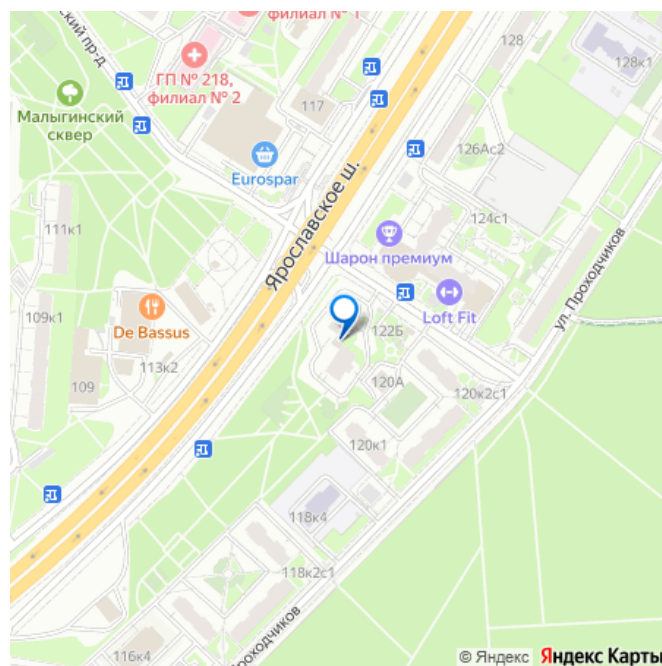 филиал № 1
ский пр-д
ГП № 218,
филиал № 2
128
128к1
117
Малыгинский
сквер
Eurospar
126Ас2
Ярославское ш.
124с1
111к1
Шарон премиум
ул. Проходчиков
Loft Fit
109к1
De Bassus
122Б
113к2
109
120А
120к2с1
120к1
118к4
118к2с1
116к4
Проходчиков
© Яндекс Яндекс Карты